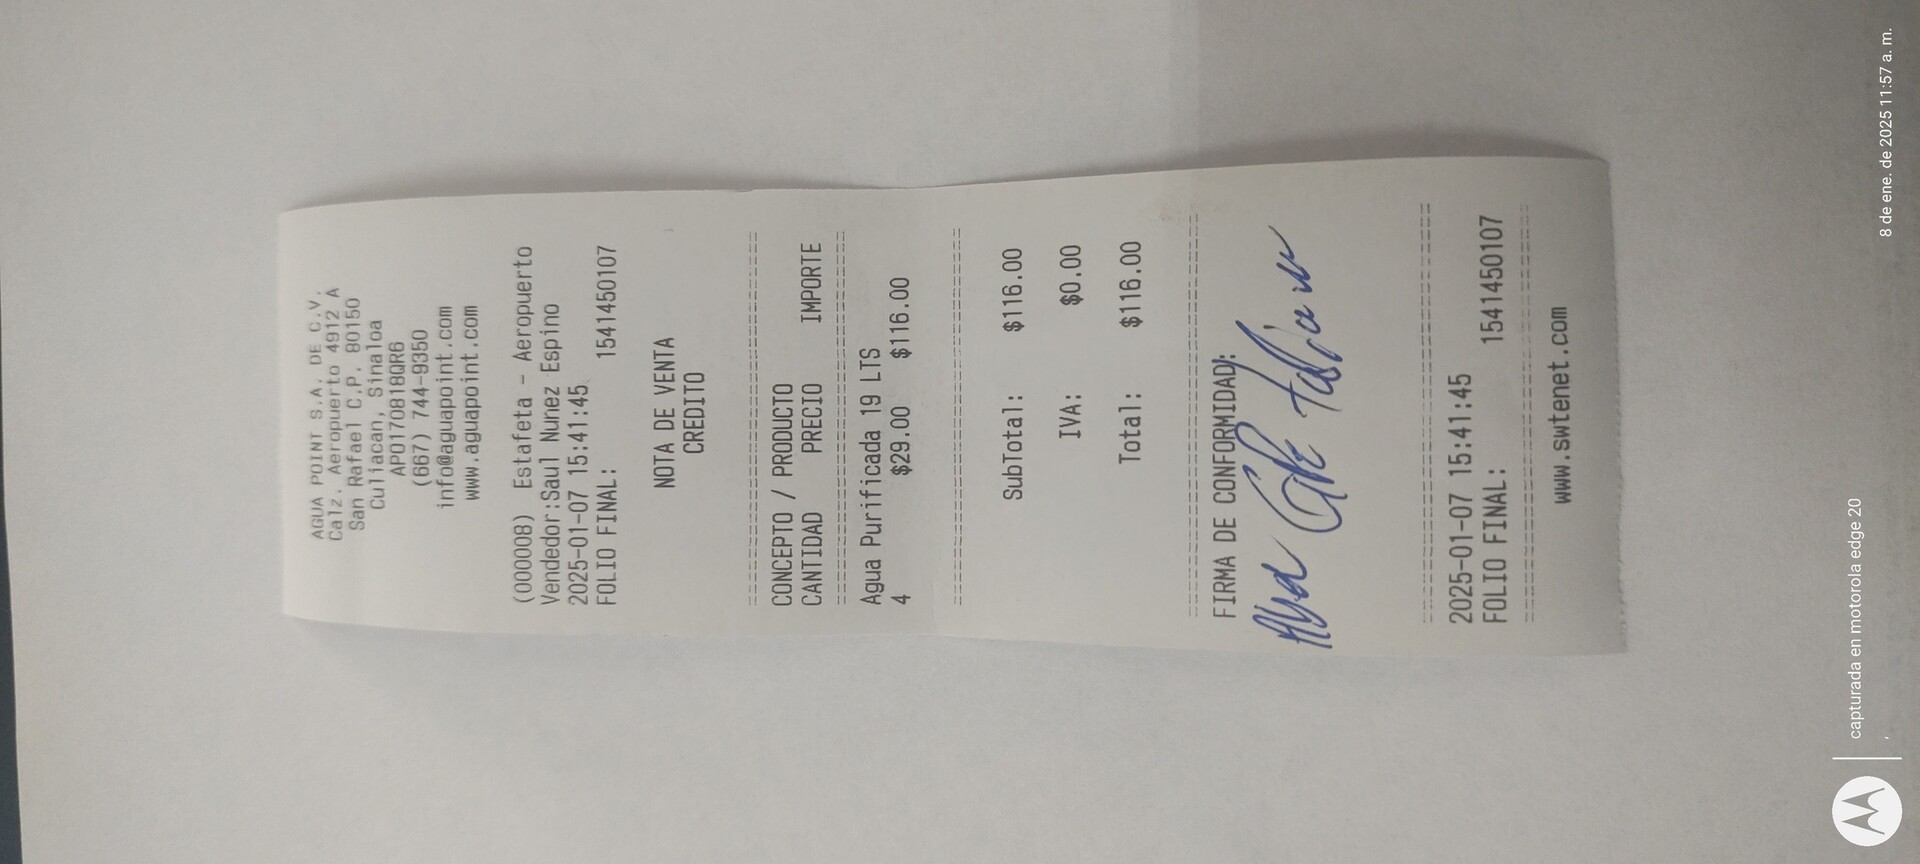 AGUA POINT S.A. DE C.V.
Calz. Aeropuerto 4912 A
San Rafael C.P. 80150
Culiacan, Sinaloa
APO170818QR6
(667) 744-9350
info@aguapoint.com
www.aguapoint.com
(000008) Estafeta - Aeropuerto
Vendedor:Saul Nunez Espino
2025-01-07 15:41:45
FOLIO FINAL: 1541450107
NOTA DE VENTA
CREDITO
CONCEPTO / PRODUCTO
CANTIDAD PRECIO IMPORTE
Agua Purificada 19 LTS
4 $29.00 $116.00
SubTotal: $116.00
IVA: $0.00
Total: $116.00
FIRMA DE CONFORMIDAD:
2025-01-07 15:41:45
FOLIO FINAL: 1541450107
www.swtenet.com
capturada en motorola edge 20
8 de ene. de 2025 11:57 a. m.